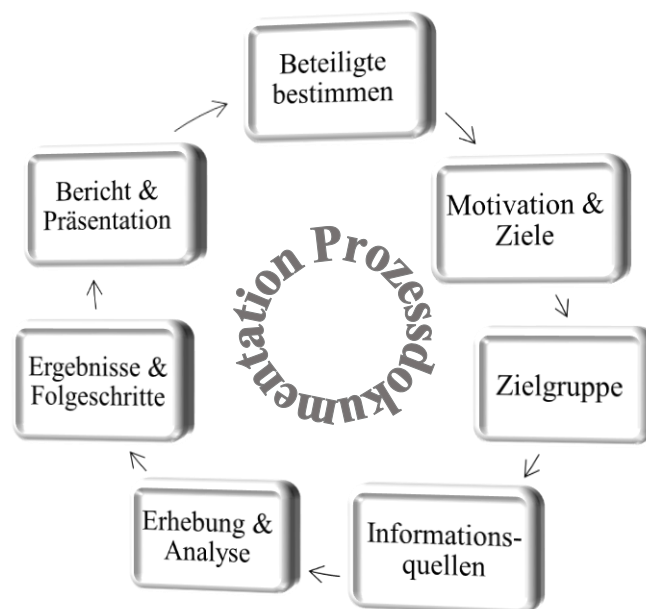 Beteiligte
bestimmen
Motivation &
Ziele
Zielgruppe
Informations-
quellen
Erhebung &
Analyse
Ergebnisse &
Folgeschritte
Bericht &
Präsentation
Prozessdokumentation